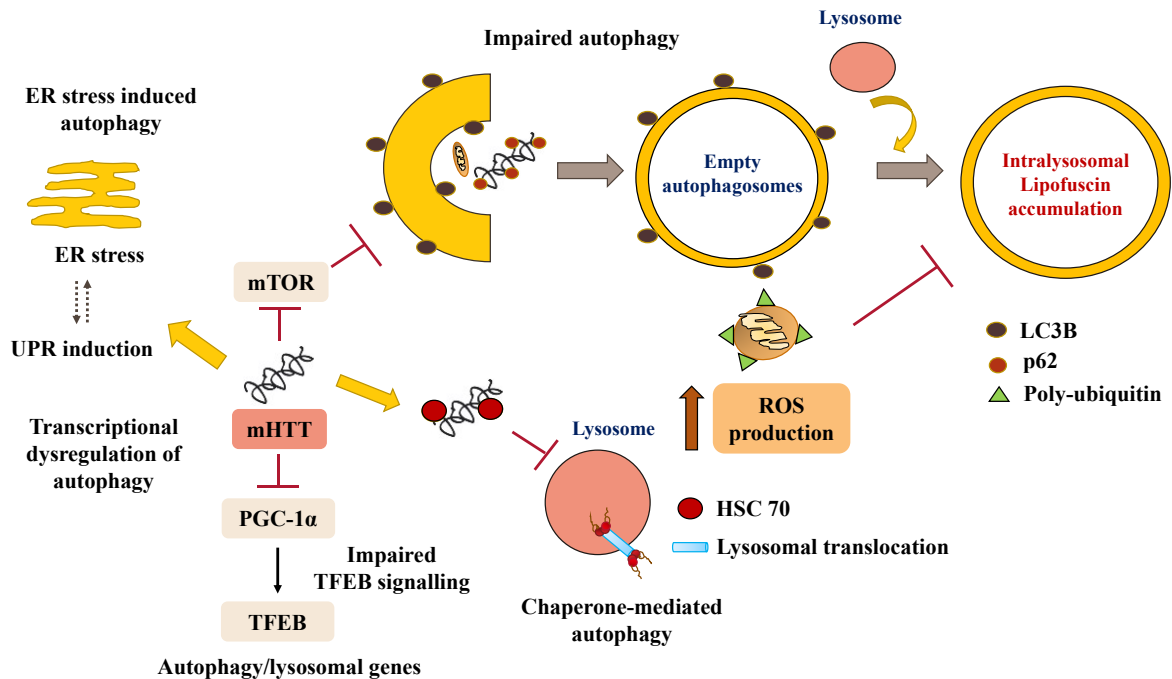 Lysosome
Impaired autophagy
ER stress induced
autophagy
Empty
autophagosomes
Intralysosomal
Lipofuscin
accumulation
ER stress
mTOR
UPR induction
LC3B
p62
Poly-ubiquitin
mHTT
Transcriptional
dysregulation of
autophagy
Lysosome
ROS
production
PGC-1α
HSC 70
Lysosomal translocation
Impaired
TFEB signalling
TFEB
Chaperone-mediated
autophagy
Autophagy/lysosomal genes